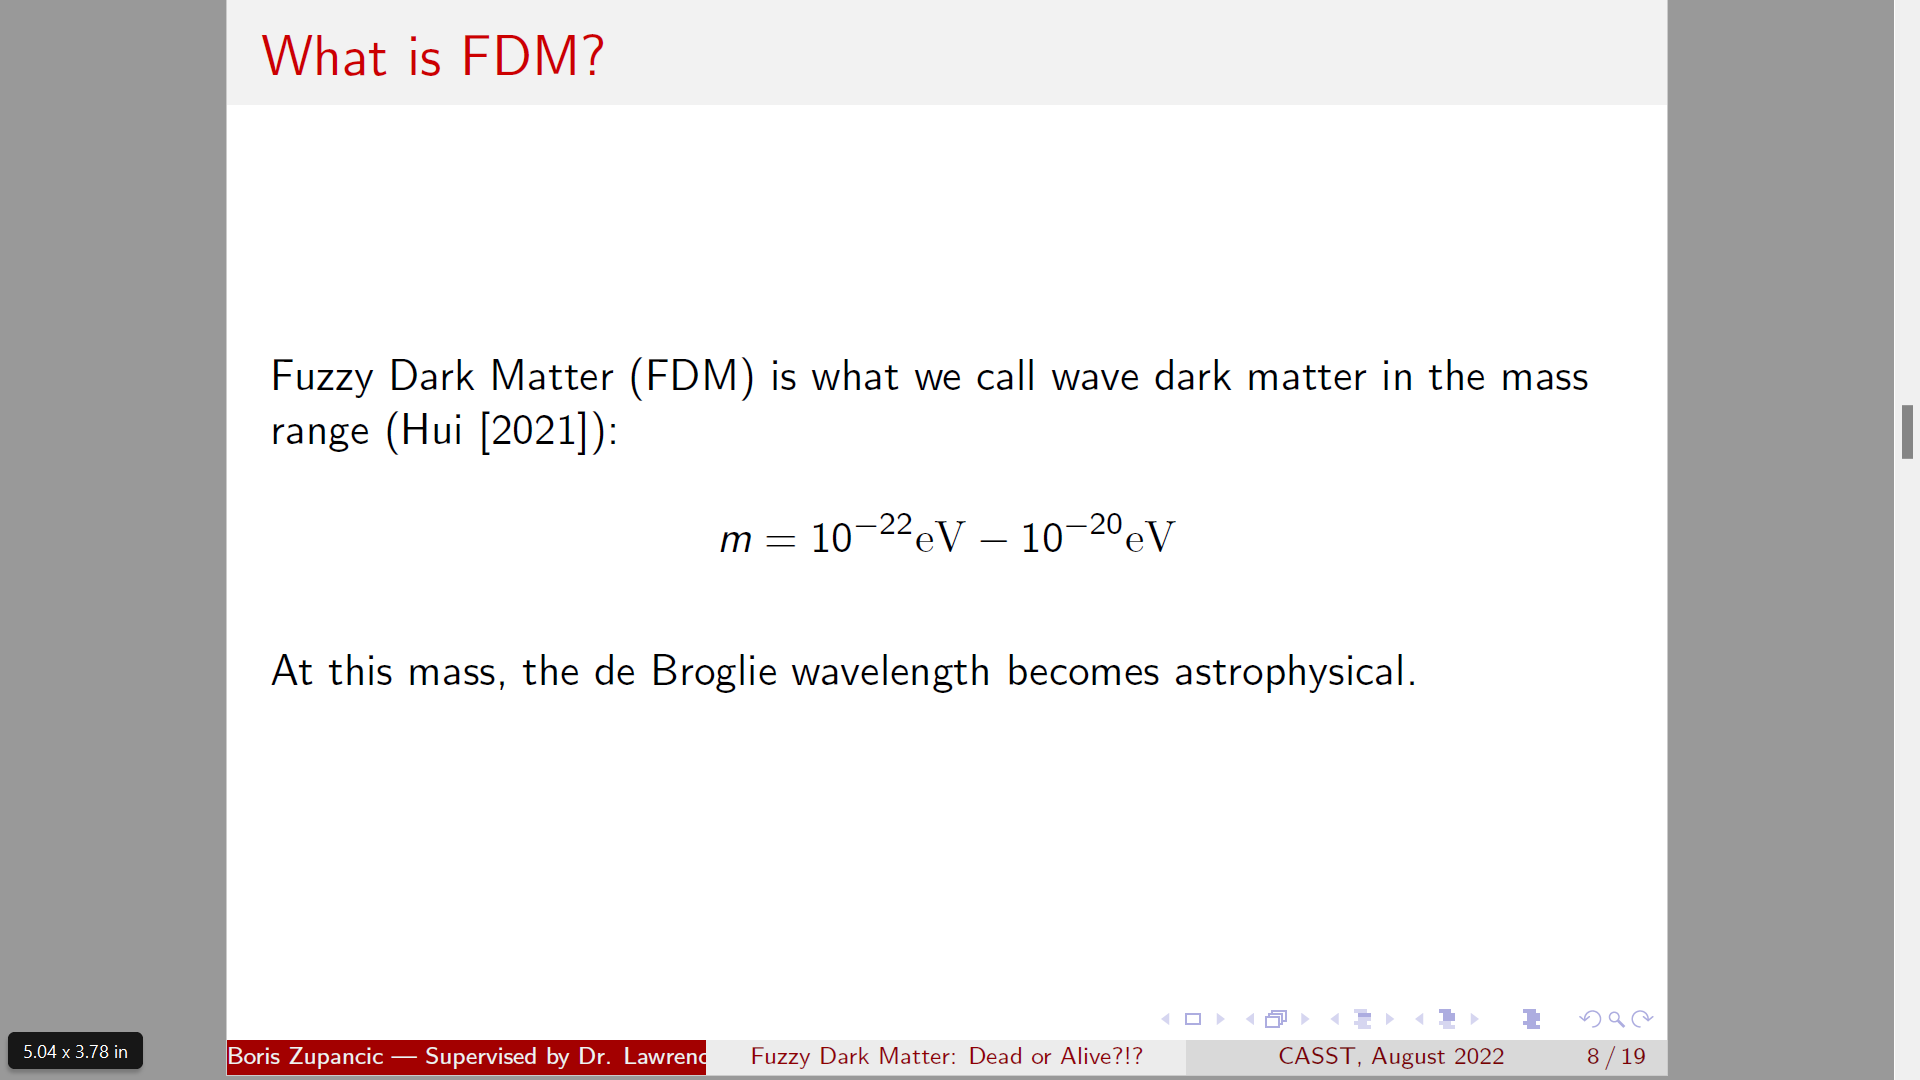 What is FDM?
Fuzzy Dark Matter (FDM) is what we call wave dark matter in the mass
range (Hui [2021]):
m = 10⁻²²eV − 10⁻²⁰eV
At this mass, the de Broglie wavelength becomes astrophysical.
Boris Zupancic — Supervised by Dr. Lawrenc
Fuzzy Dark Matter: Dead or Alive?!?
CASST, August 2022
8 / 19
5.04 x 3.78 in